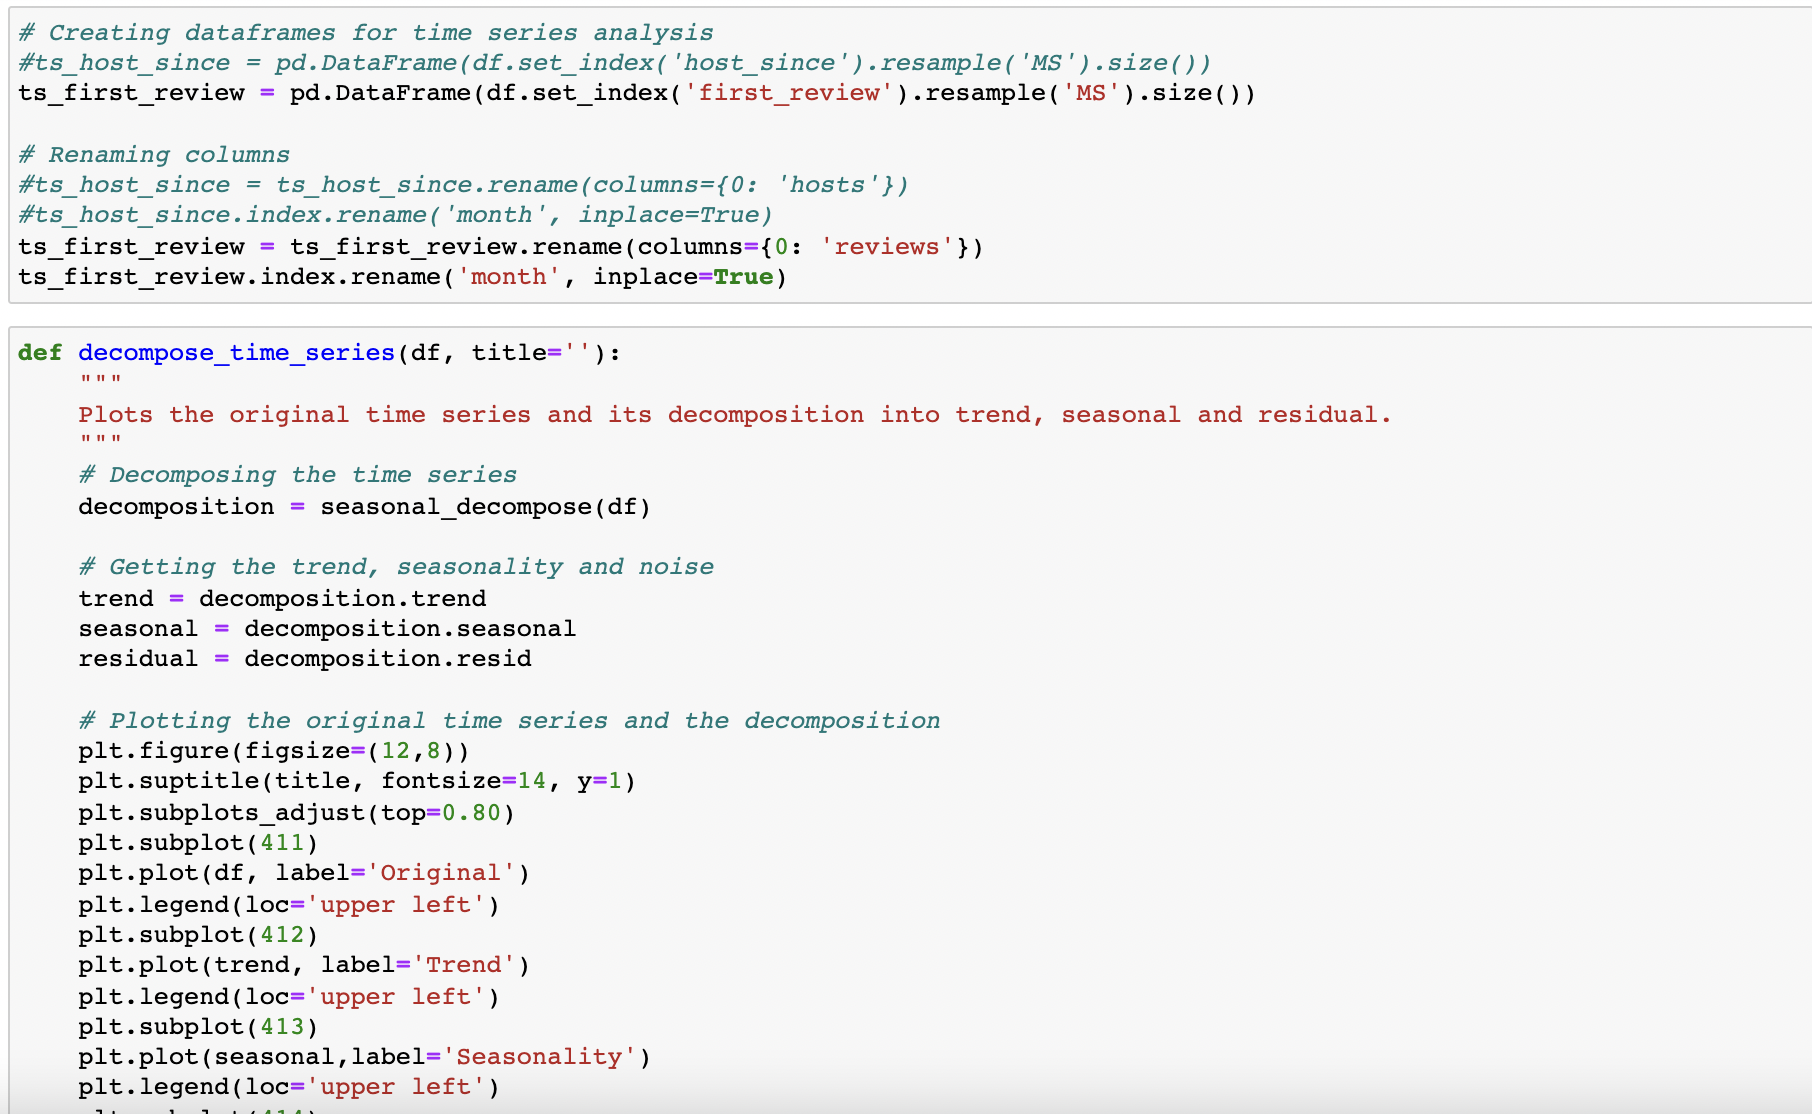 # Creating dataframes for time series analysis
#ts_host_since = pd.DataFrame(df.set_index('host_since').resample('MS').size())
ts_first_review = pd.DataFrame(df.set_index('first_review').resample('MS').size())
# Renaming columns
#ts_host_since = ts_host_since.rename(columns={0: 'hosts'})
#ts_host_since.index.rename('month', inplace=True)
ts_first_review = ts_first_review.rename(columns={0: 'reviews'})
ts_first_review.index.rename('month', inplace=True)
def decompose_time_series(df, title=''):
    """
    Plots the original time series and its decomposition into trend, seasonal and residual.
    """
    # Decomposing the time series
    decomposition = seasonal_decompose(df)
    # Getting the trend, seasonality and noise
    trend = decomposition.trend
    seasonal = decomposition.seasonal
    residual = decomposition.resid
    # Plotting the original time series and the decomposition
    plt.figure(figsize=(12,8))
    plt.suptitle(title, fontsize=14, y=1)
    plt.subplots_adjust(top=0.80)
    plt.subplot(411)
    plt.plot(df, label='Original')
    plt.legend(loc='upper left')
    plt.subplot(412)
    plt.plot(trend, label='Trend')
    plt.legend(loc='upper left')
    plt.subplot(413)
    plt.plot(seasonal,label='Seasonality')
    plt.legend(loc='upper left')